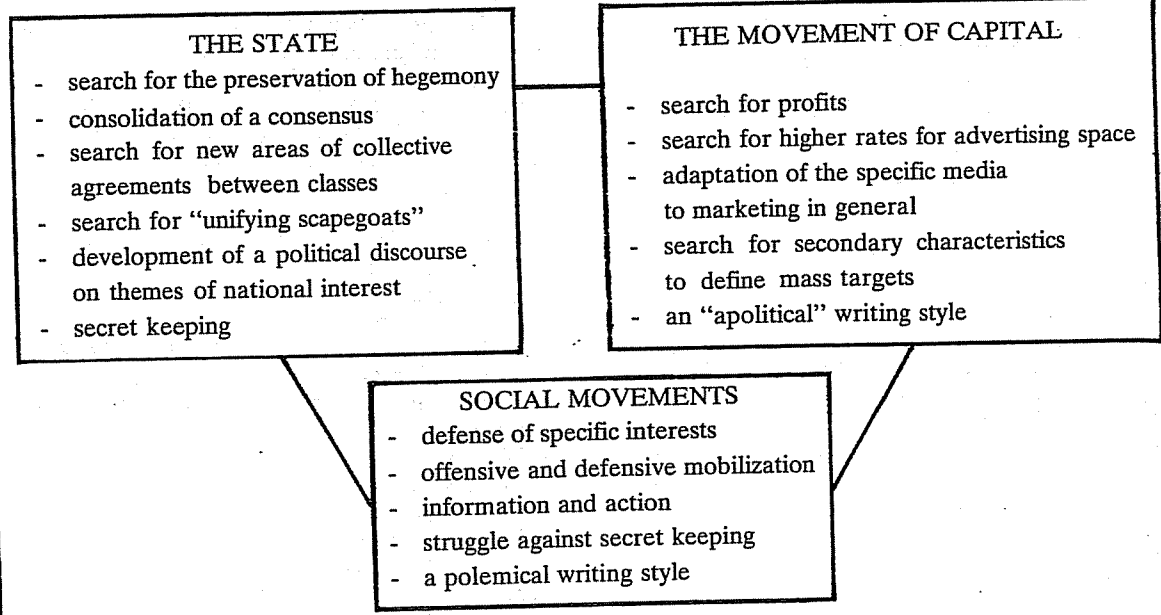 THE STATE
- search for the preservation of hegemony
- consolidation of a consensus
- search for new areas of collective
agreements between classes
- search for “unifying scapegoats”
- development of a political discourse
on themes of national interest
- secret keeping
THE MOVEMENT OF CAPITAL
- search for profits
- search for higher rates for advertising space
- adaptation of the specific media
to marketing in general
- search for secondary characteristics
to define mass targets
- an “apolitical” writing style
SOCIAL MOVEMENTS
- defense of specific interests
- offensive and defensive mobilization
- information and action
- struggle against secret keeping
- a polemical writing style